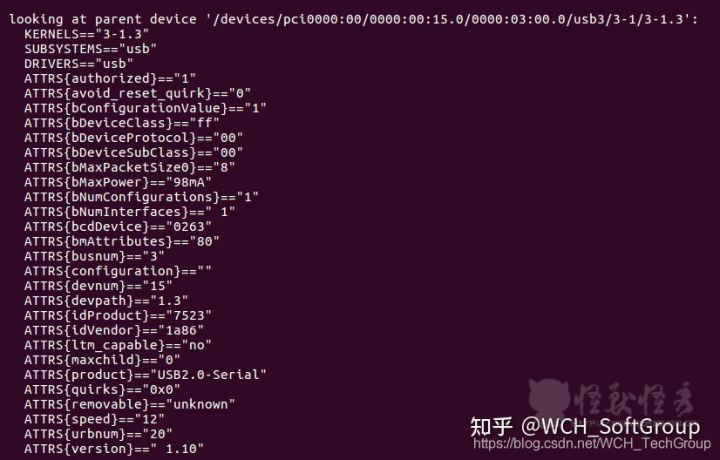 looking at parent device '/devices/pci0000:00/0000:00:15.0/0000:03:00.0/usb3/3-1/3-1.3':
KERNELS=="3-1.3"
SUBSYSTEMS=="usb"
DRIVERS=="usb"
ATTRS{authorized}=="1"
ATTRS{avoid_reset_quirk}=="0"
ATTRS{bConfigurationValue}=="1"
ATTRS{bDeviceClass}=="ff"
ATTRS{bDeviceProtocol}=="00"
ATTRS{bDeviceSubClass}=="00"
ATTRS{bMaxPacketSize0}=="8"
ATTRS{bMaxPower}=="98mA"
ATTRS{bNumConfigurations}=="1"
ATTRS{bNumInterfaces}==" 1"
ATTRS{bcdDevice}=="0263"
ATTRS{bmAttributes}=="80"
ATTRS{busnum}=="3"
ATTRS{configuration}==""
ATTRS{devnum}=="15"
ATTRS{devpath}=="1.3"
ATTRS{idProduct}=="7523"
ATTRS{idVendor}=="1a86"
ATTRS{ltm_capable}=="no"
ATTRS{maxchild}=="0"
ATTRS{product}=="USB2.0-Serial"
ATTRS{quirks}=="0x0"
ATTRS{removable}=="unknown"
ATTRS{speed}=="12"
ATTRS{urbnum}=="20"
ATTRS{version}==" 1.10"
知乎 @WCH_SoftGroup
https://blog.csdn.net/WCH_TechGroup